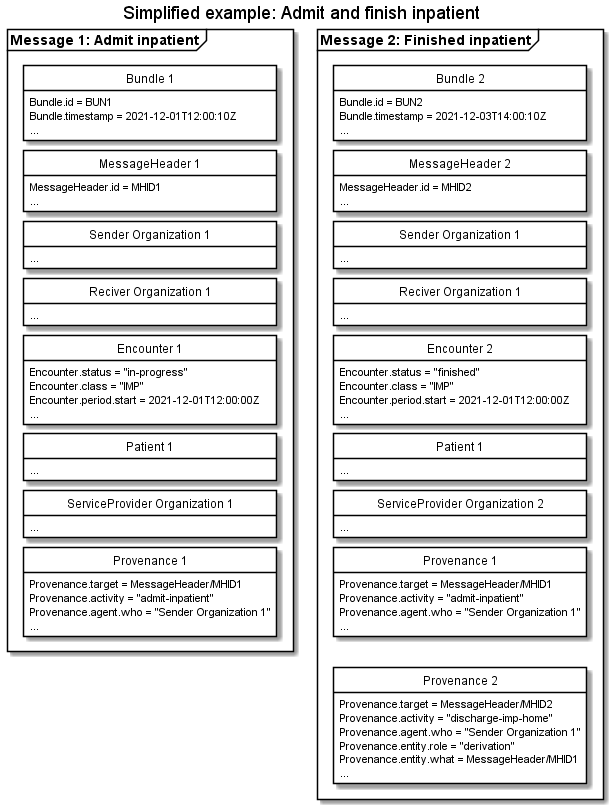 Simplified example: Admit and finish inpatient
Message 1: Admit inpatient
Bundle 1
Bundle.id = BUN1
Bundle.timestamp = 2021-12-01T12:00:10Z
...
MessageHeader 1
MessageHeader.id = MHID1
...
Sender Organization 1
...
Reciver Organization 1
...
Encounter 1
Encounter.status = "in-progress"
Encounter.class = "IMP"
Encounter.period.start = 2021-12-01T12:00:00Z
...
Patient 1
...
ServiceProvider Organization 1
...
Provenance 1
Provenance.target = MessageHeader/MHID1
Provenance.activity = "admit-inpatient"
Provenance.agent.who = "Sender Organization 1"
...
Message 2: Finished inpatient
Bundle 2
Bundle.id = BUN2
Bundle.timestamp = 2021-12-03T14:00:10Z
...
MessageHeader 2
MessageHeader.id = MHID2
...
Sender Organization 1
...
Reciver Organization 1
...
Encounter 2
Encounter.status = "finished"
Encounter.class = "IMP"
Encounter.period.start = 2021-12-01T12:00:00Z
...
Patient 1
...
ServiceProvider Organization 2
...
Provenance 1
Provenance.target = MessageHeader/MHID1
Provenance.activity = "admit-inpatient"
Provenance.agent.who = "Sender Organization 1"
...
Provenance 2
Provenance.target = MessageHeader/MHID2
Provenance.activity = "discharge-imp-home"
Provenance.agent.who = "Sender Organization 1"
Provenance.entity.role = "derivation"
Provenance.entity.what = MessageHeader/MHID1
...